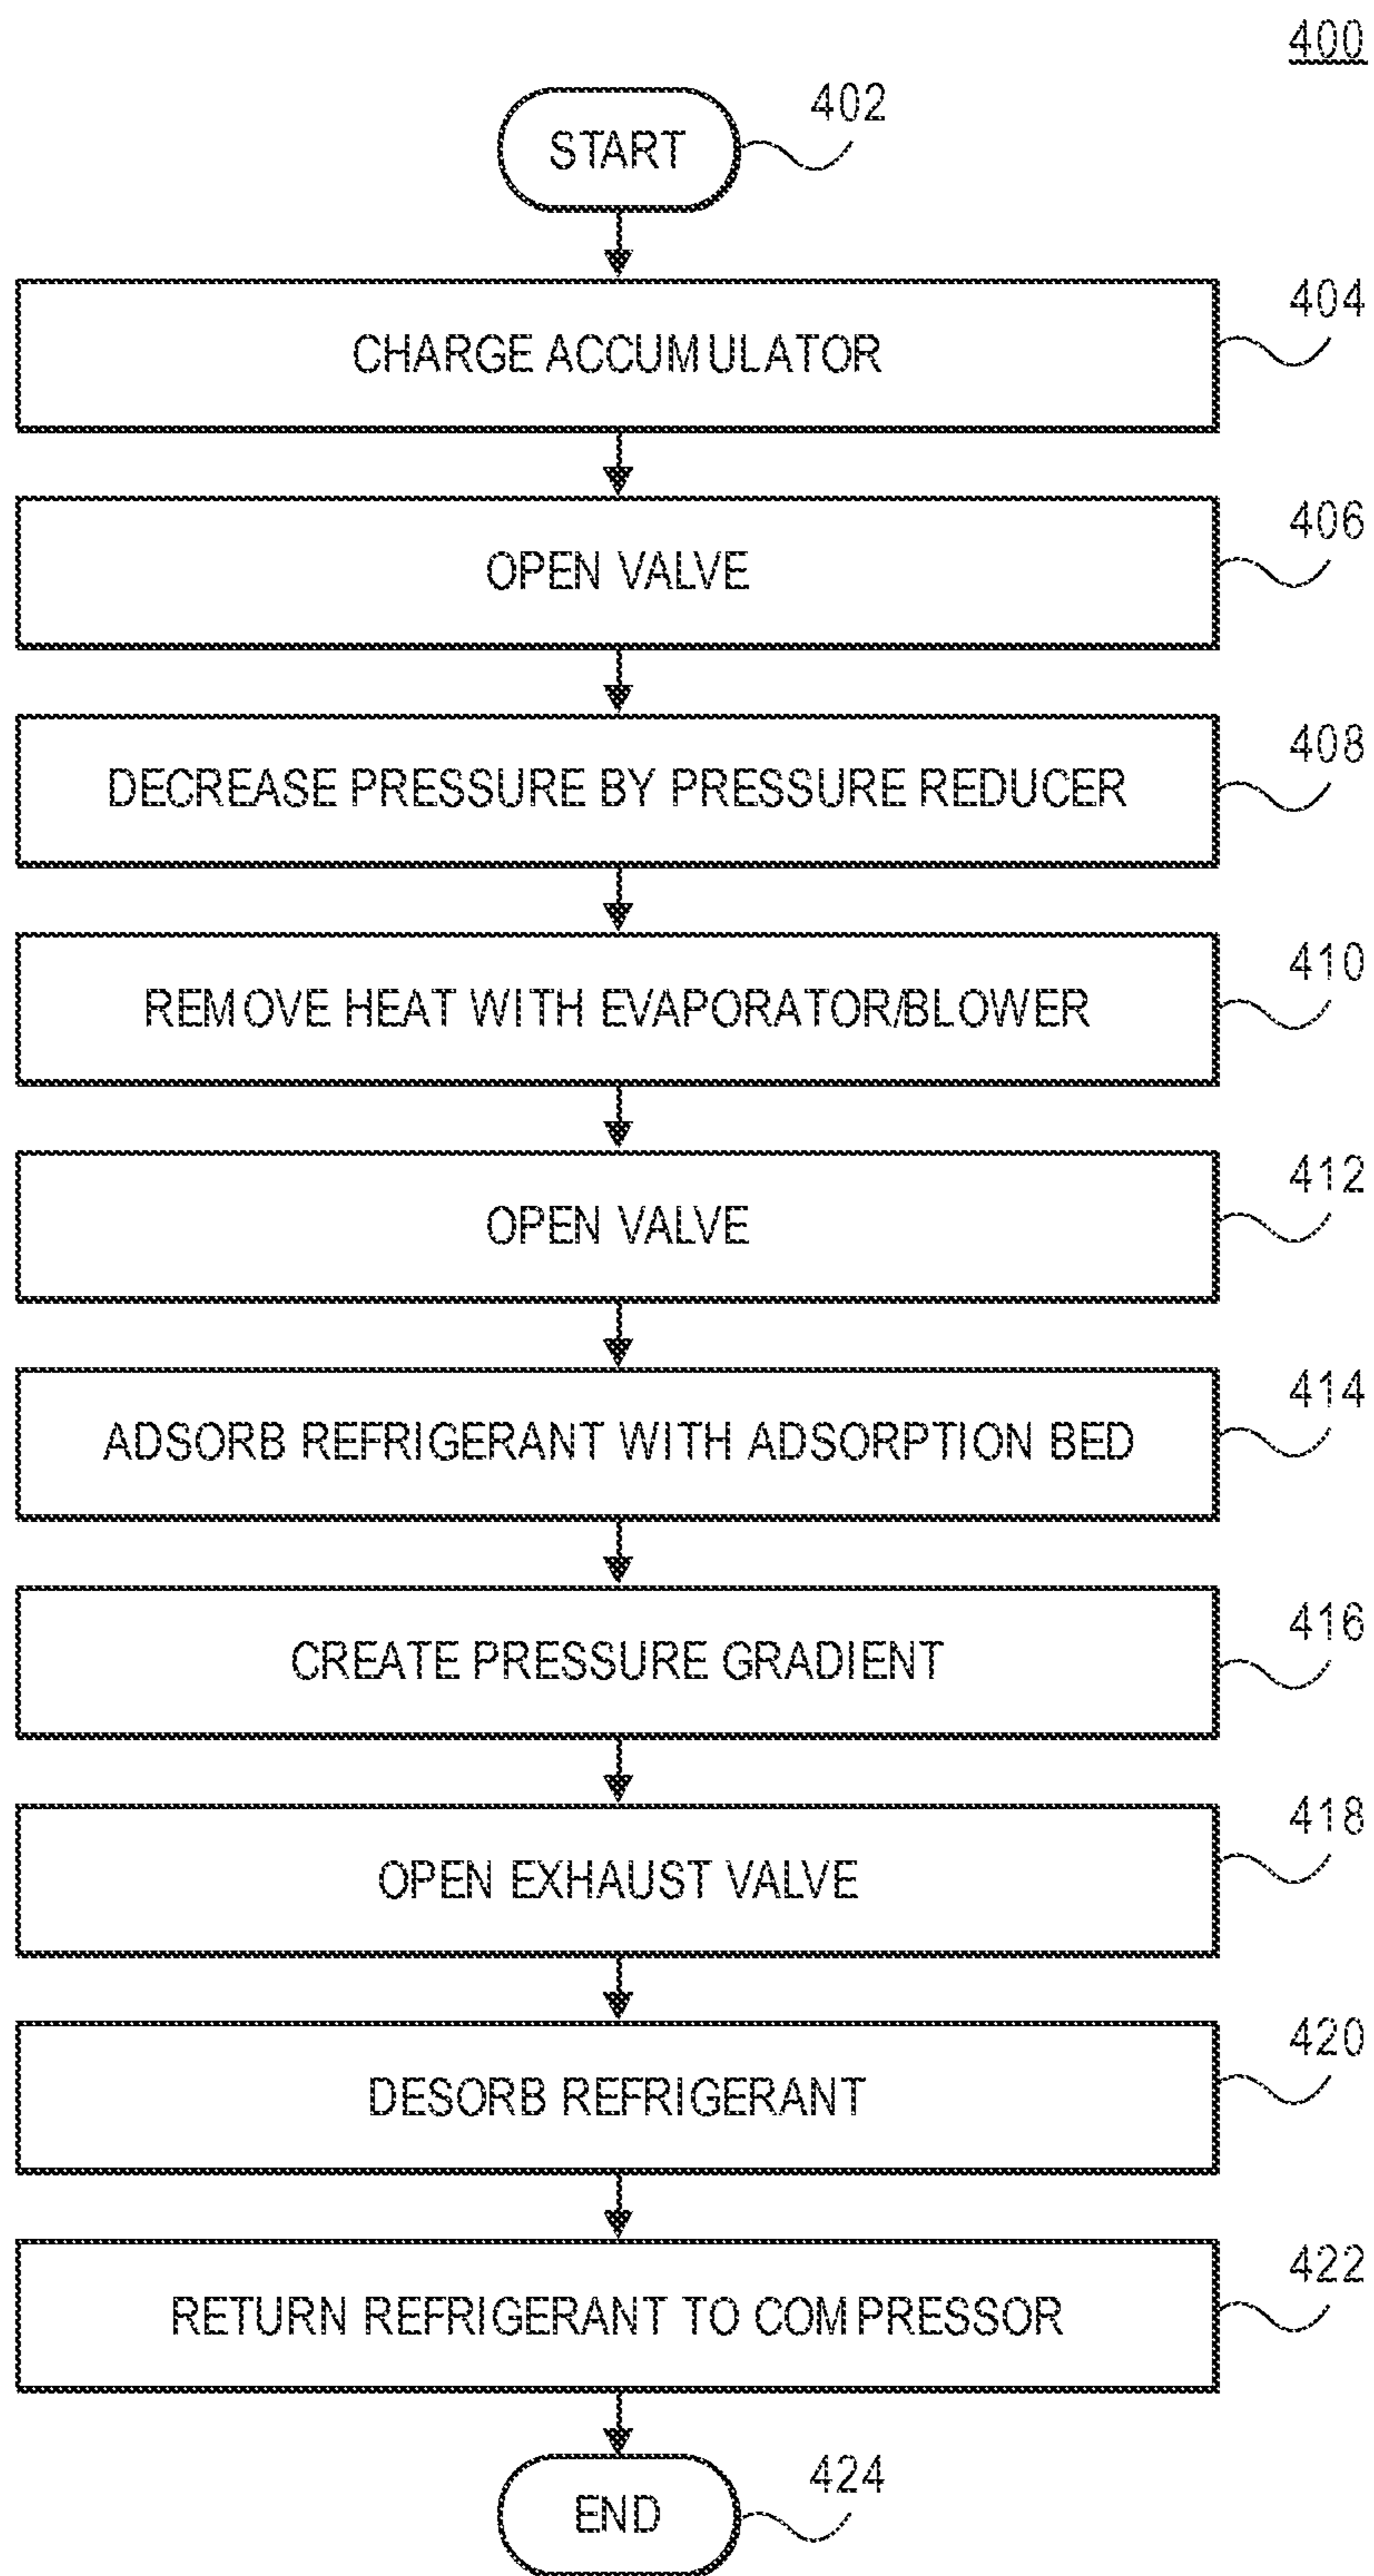 400
START
402
CHARGE ACCUMULATOR
404
OPEN VALVE
406
DECREASE PRESSURE BY PRESSURE REDUCER
408
REMOVE HEAT WITH EVAPORATOR/BLOWER
410
OPEN VALVE
412
ADSORB REFRIGERANT WITH ADSORPTION BED
414
CREATE PRESSURE GRADIENT
416
OPEN EXHAUST VALVE
418
DESORB REFRIGERANT
420
RETURN REFRIGERANT TO COMPRESSOR
422
END
424